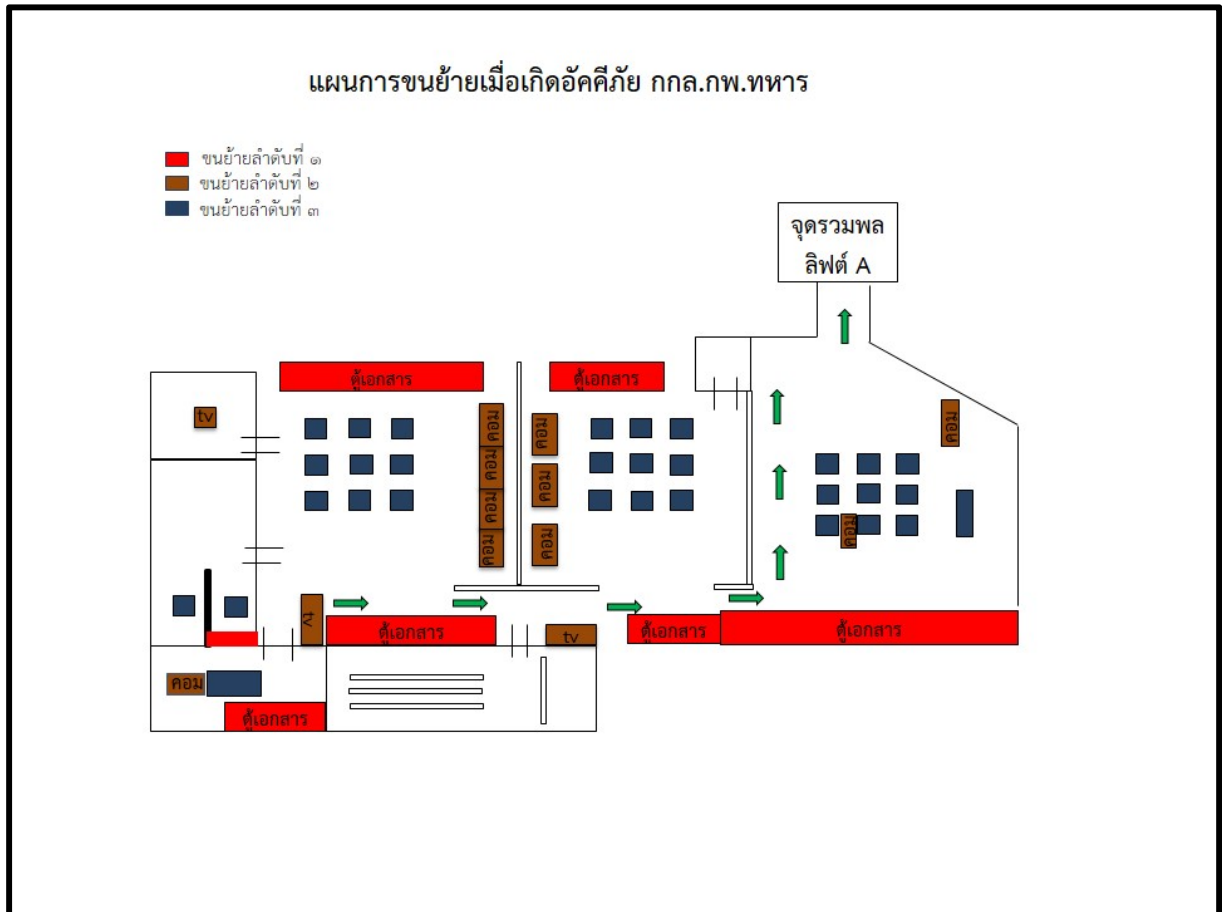 แผนการขนย้ายเมื่อเกิดอัคคีภัย กกล.กพ.ทหาร
ขนย้ายลำดับที่ ๑
ขนย้ายลำดับที่ ๒
ขนย้ายลำดับที่ ๓
จุดรวมพล
ลิฟต์ A
ตู้เอกสาร
ตู้เอกสาร
tv
คอม
คอม
คอม
คอม
คอม
คอม
คอม
คอม
คอม
tv
ตู้เอกสาร
tv
ตู้เอกสาร
ตู้เอกสาร
คอม
ตู้เอกสาร